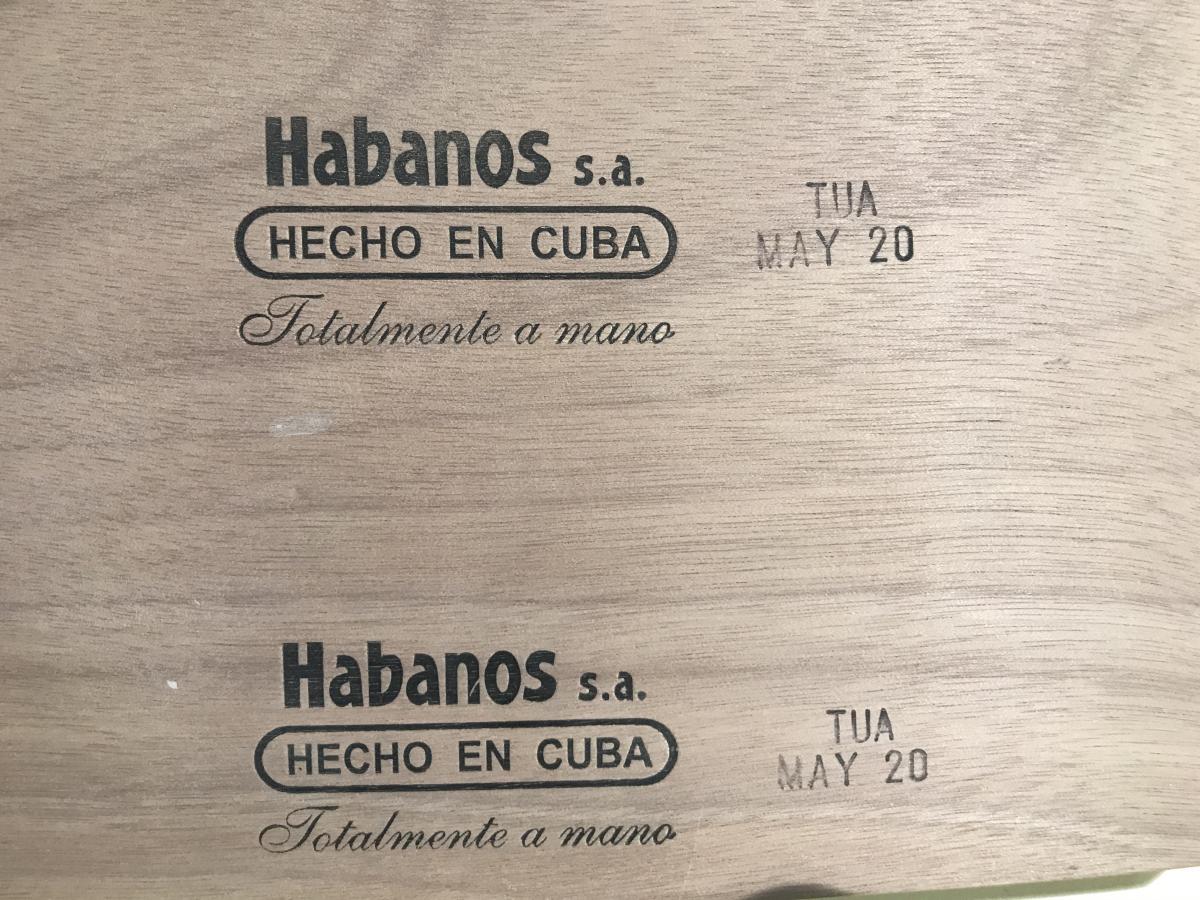 Habanos s.a.
HECHO EN CUBA
Totalmente a mano
TUA
MAY 20
Habanos s.a.
HECHO EN CUBA
Totalmente a mano
TUA
MAY 20